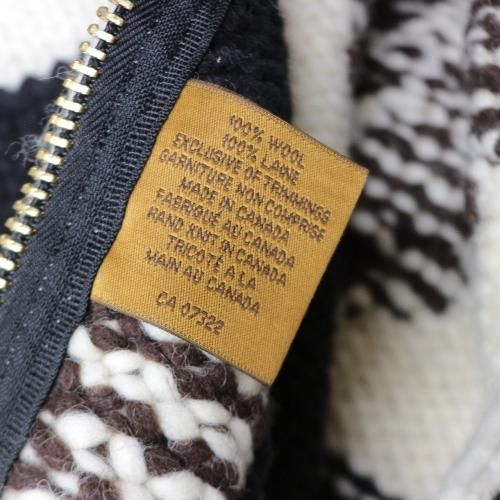 100% WOOL
100% LAINE
EXCLUSIVE OF TRIMMINGS
GARNITURE NON COMPRISE
MADE IN CANADA
FABRIQUÉ AU CANADA
HAND KNIT IN CANADA
TRICOTÉ A LA
MAIN AU CANADA
CA 07322